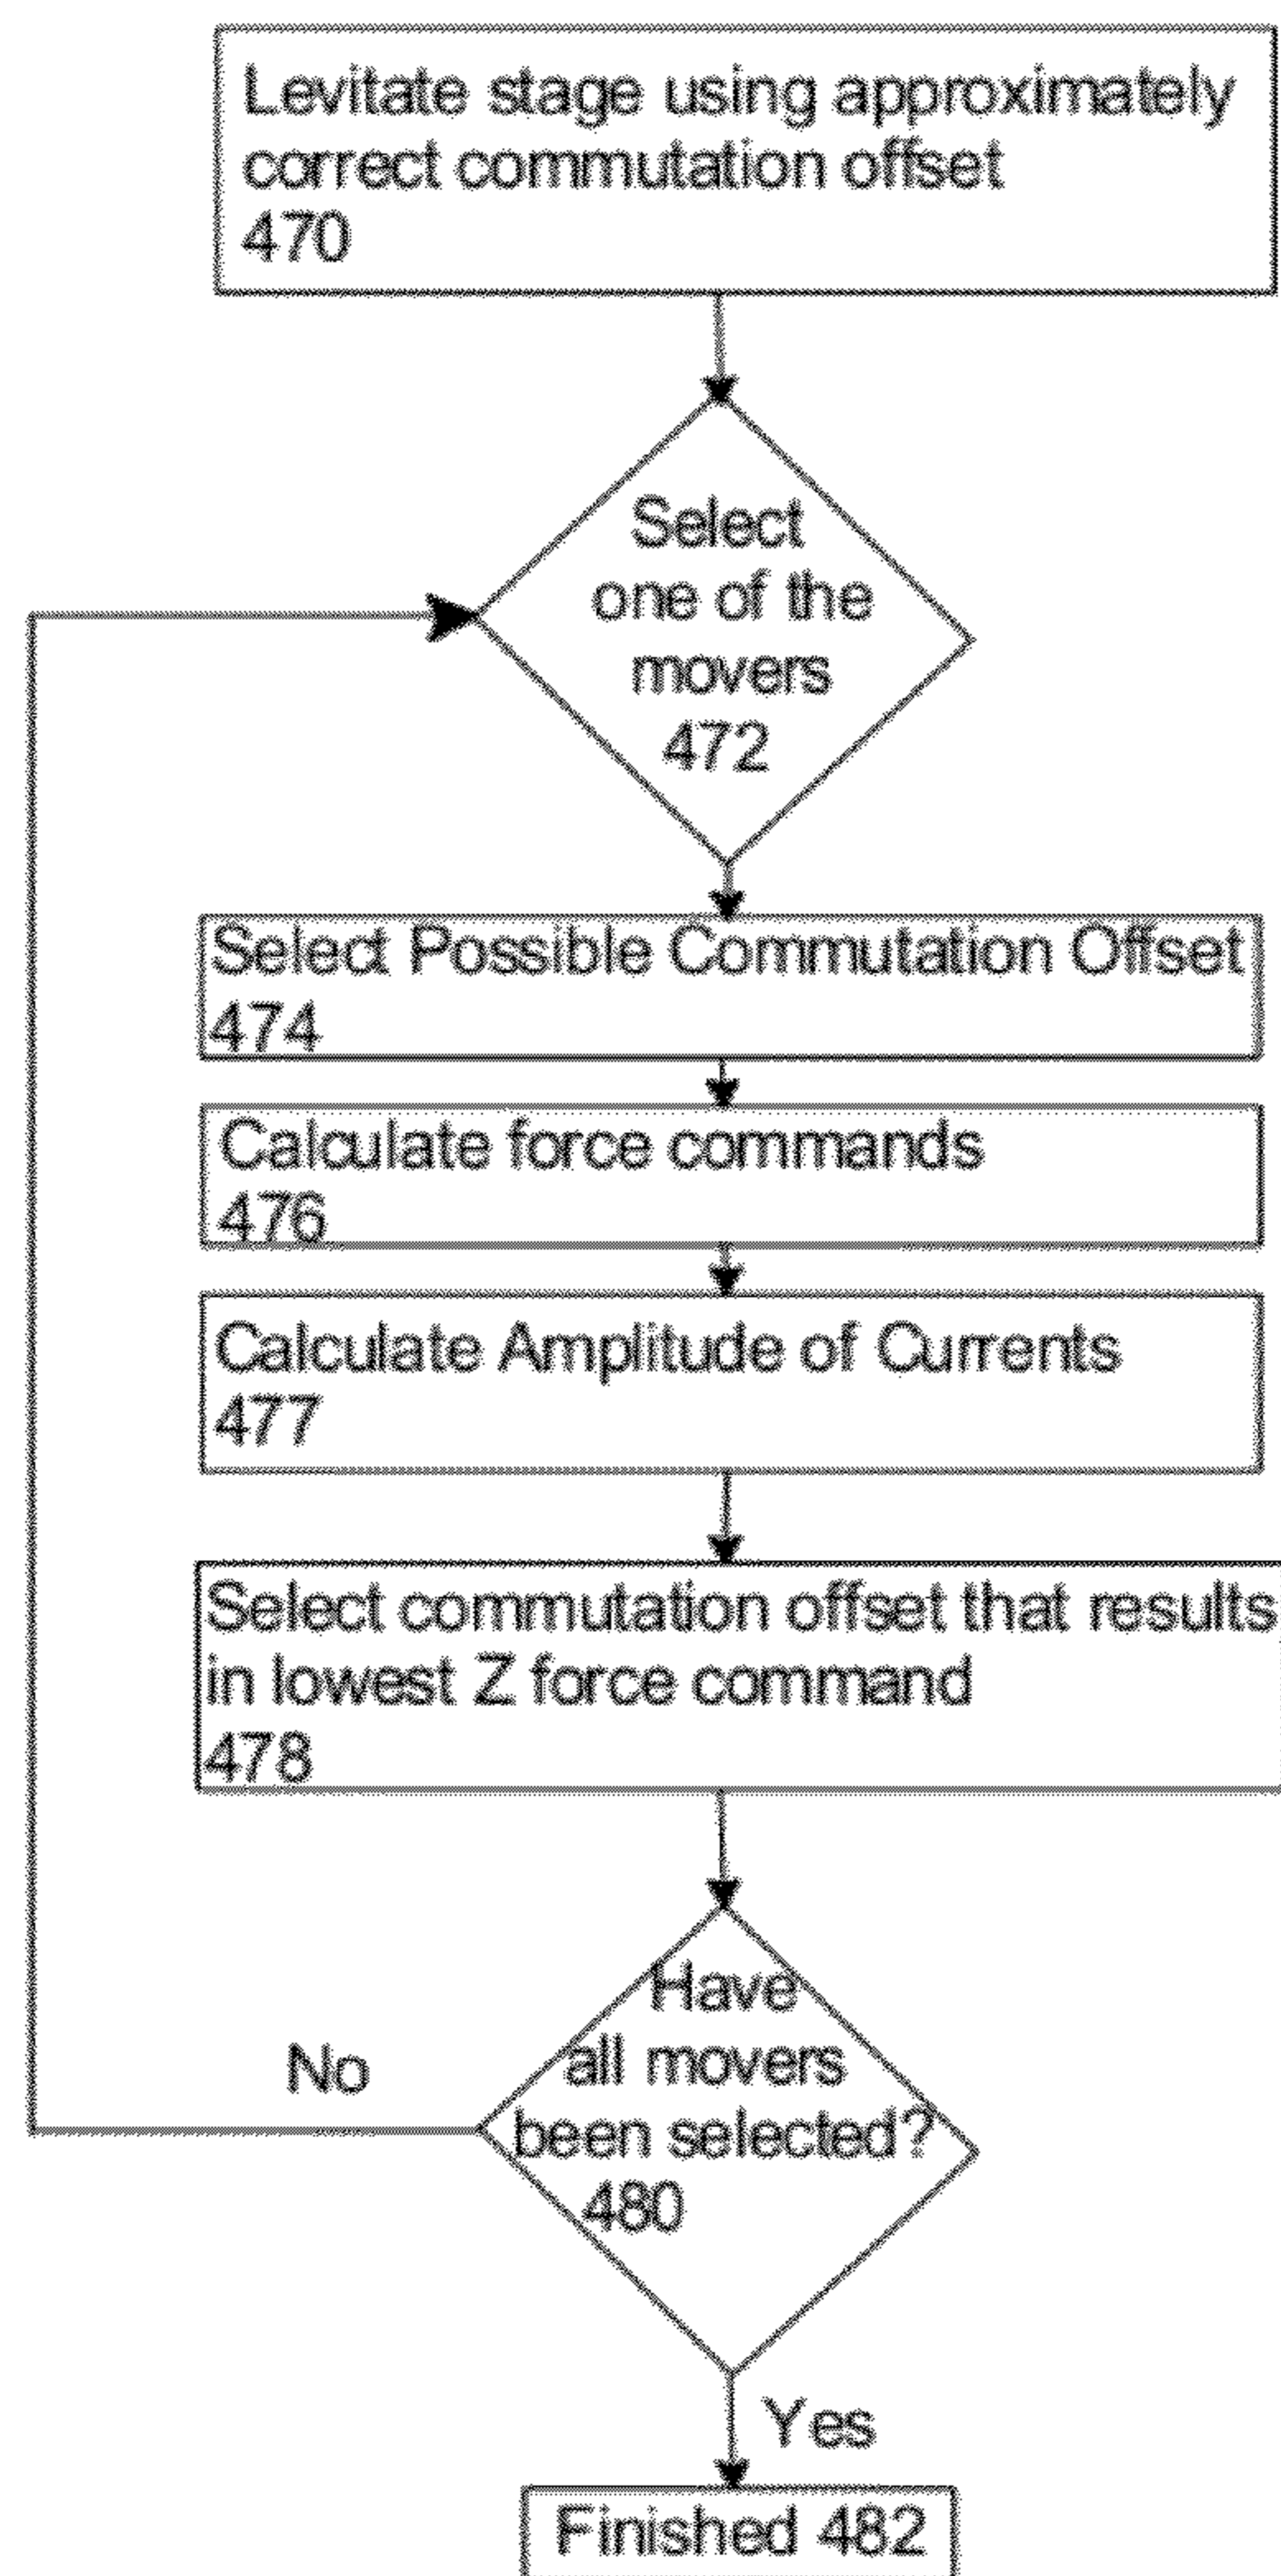 Levitate stage using approximately
correct commutation offset
470
Select
one of the
movers
472
Select Possible Commutation Offset
474
Calculate force commands
476
Calculate Amplitude of Currents
477
Select commutation offset that results
in lowest Z force command
478
Have
all movers
been selected?
480
No
Yes
Finished 482